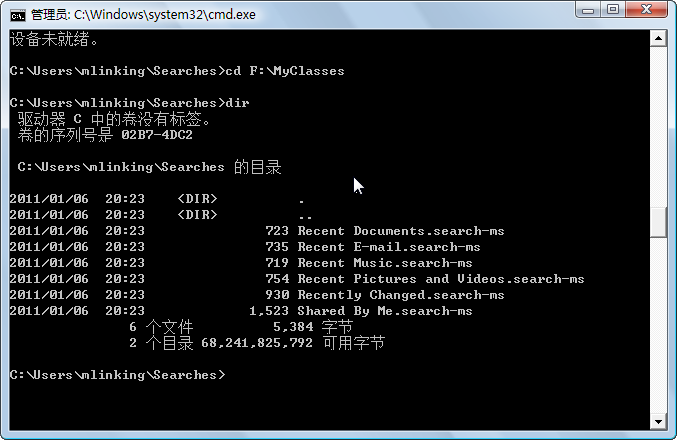 管理员: C:\Windows\system32\cmd.exe
设备未就绪。
C:\Users\mlinking\Searches>cd F:\MyClasses
C:\Users\mlinking\Searches>dir
驱动器 C 中的卷没有标签。
卷的序列号是 02B7-4DC2
C:\Users\mlinking\Searches 的目录
2011/01/06  20:23    <DIR>          .
2011/01/06  20:23    <DIR>          ..
2011/01/06  20:23               723 Recent Documents.search-ms
2011/01/06  20:23               735 Recent E-mail.search-ms
2011/01/06  20:23               719 Recent Music.search-ms
2011/01/06  20:23               754 Recent Pictures and Videos.search-ms
2011/01/06  20:23               930 Recently Changed.search-ms
2011/01/06  20:23             1,523 Shared By Me.search-ms
6 个文件          5,384 字节
2 个目录 68,241,825,792 可用字节
C:\Users\mlinking\Searches>